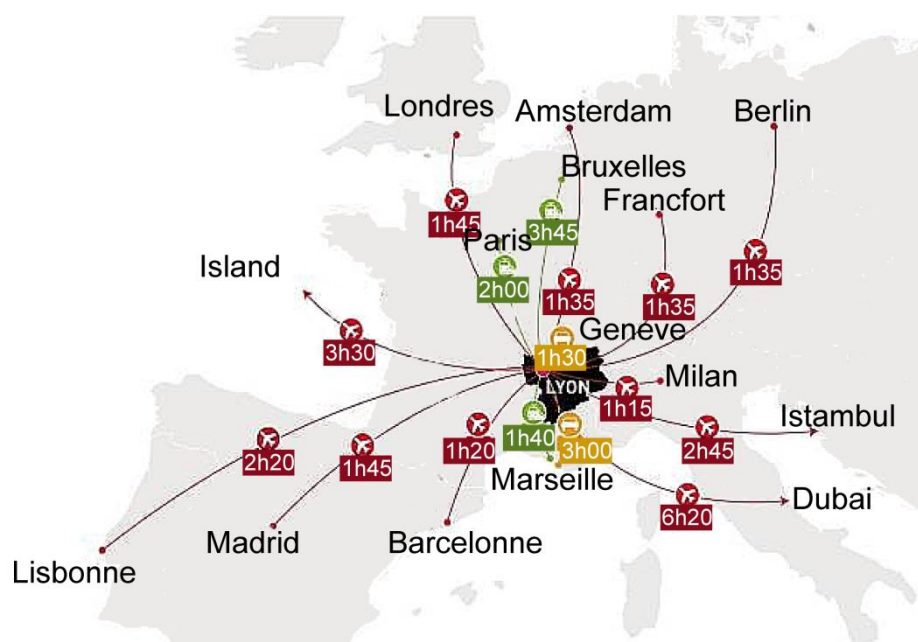 Londres
Amsterdam
Berlin
Bruxelles
Francfort
1h45
3h45
Paris
Island
2h00
1h35
1h35
1h35
Genéve
3h30
1h30
LYON
Milan
1h15
Istambul
2h20
1h45
1h20
1h40
3h00
2h45
Marseille
6h20
Dubai
Lisbonne
Madrid
Barcelonne